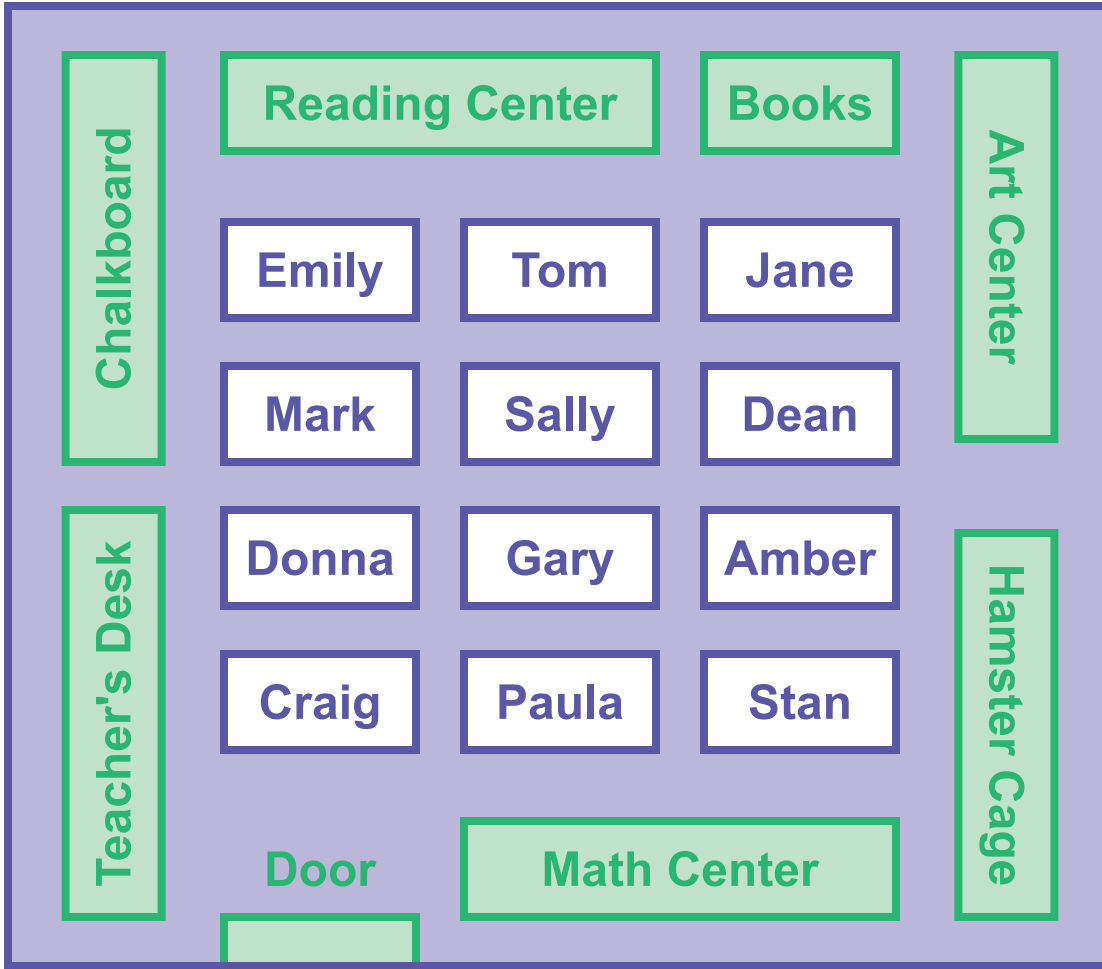 Reading Center
Books
Chalkboard
Art Center
Emily
Tom
Jane
Mark
Sally
Dean
Teacher's Desk
Donna
Gary
Amber
Hamster Cage
Craig
Paula
Stan
Door
Math Center